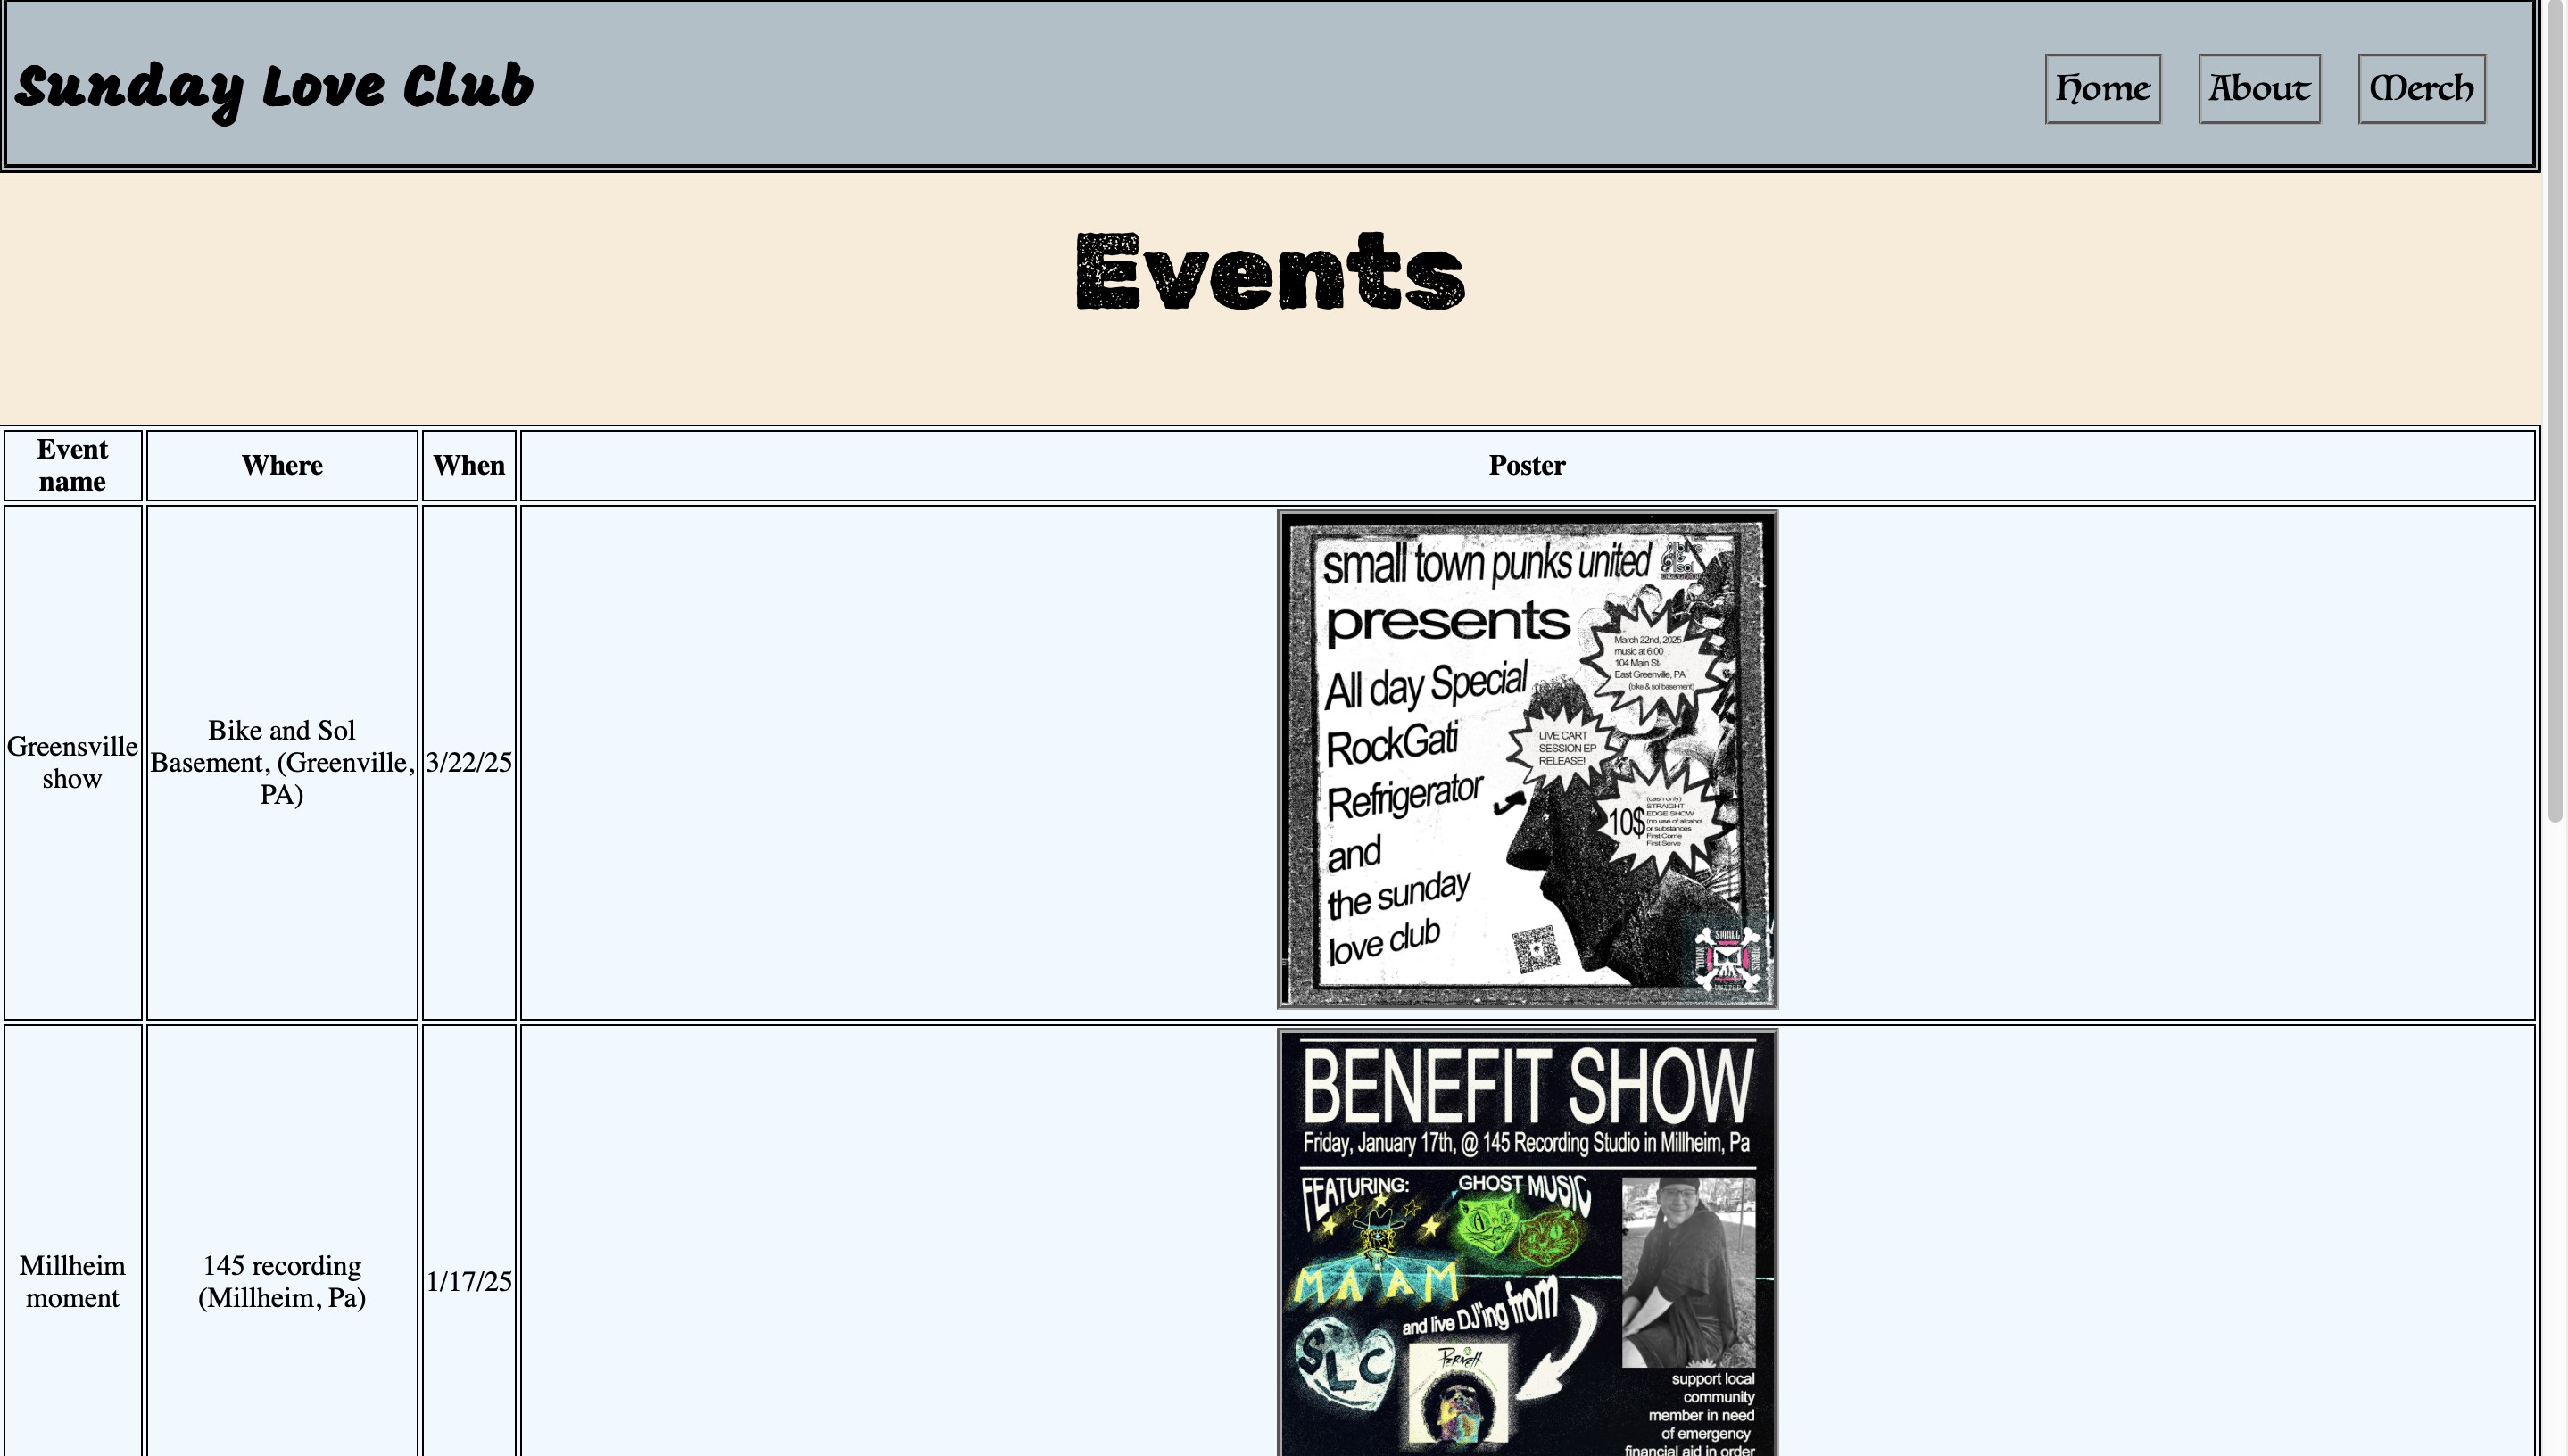 Sunday Love Club
Home About Merch
Events
Event name
Where
When
Poster
Greensville
show
Bike and Sol
Basement, (Greenville,
PA)
3/22/25
small town punks united
presents
All day Special
RockGati
Refrigerator
and
the sunday
love club
March 22nd, 2025
music at 6:00
104 Main St
East Greenville, PA
(bike & sol basement)
LIVE CART
SESSION EP
RELEASE!
10$
(cash only)
STRAIGHT
EDGE SHOW
(no use of alcohol
or substances
First Come
First Serve
SMALL
TOWN
PUNKS
UNITED
Millheim
moment
145 recording
(Millheim, Pa)
1/17/25
BENEFIT SHOW
Friday, January 17th, @ 145 Recording Studio in Millheim, Pa
FEATURING:
GHOST MUSIC
MAAM
and live DJ'ing from
SLC
support local
community
member in need
of emergency
financial aid in order